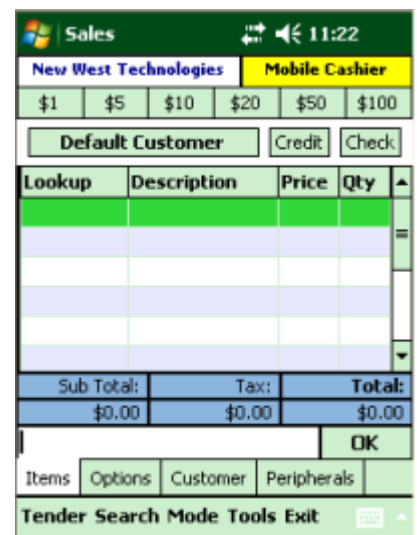 Sales 11:22
New West Technologies Mobile Cashier
$1 $5 $10 $20 $50 $100
Default Customer Credit Check
Lookup Description Price Qty
Sub Total: Tax: Total:
$0.00 $0.00 $0.00
OK
Items Options Customer Peripherals
Tender Search Mode Tools Exit